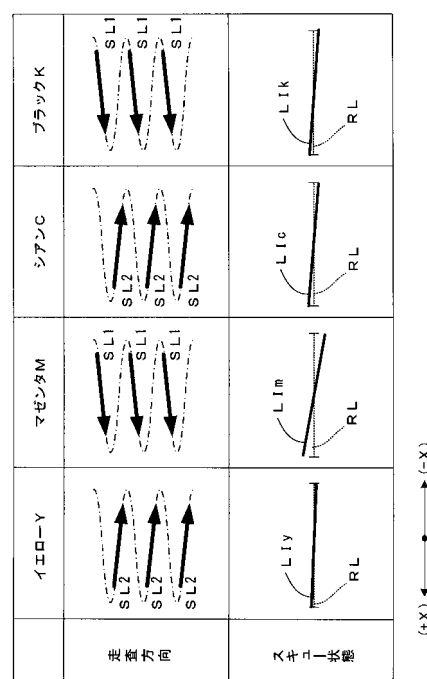 イエローY
マゼンタM
シアンC
ブラックK
走査方向
SL2
SL2
SL2
SL1
SL1
SL1
SL2
SL2
SL2
SL1
SL1
SL1
スキュー状態
LIy
RL
LIm
RL
LIc
RL
LIk
RL
(+X)
(-X)